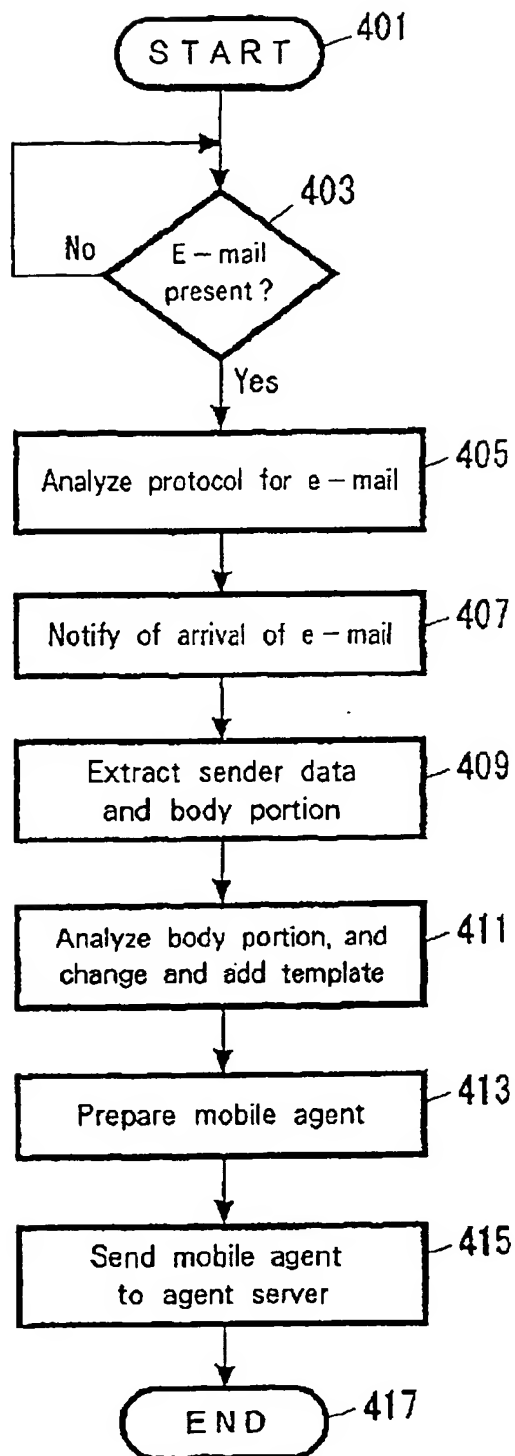 START
401
403
No
E-mail
present?
Yes
Analyze protocol for e-mail
405
Notify of arrival of e-mail
407
Extract sender data
and body portion
409
Analyze body portion, and
change and add template
411
Prepare mobile agent
413
Send mobile agent
to agent server
415
END
417